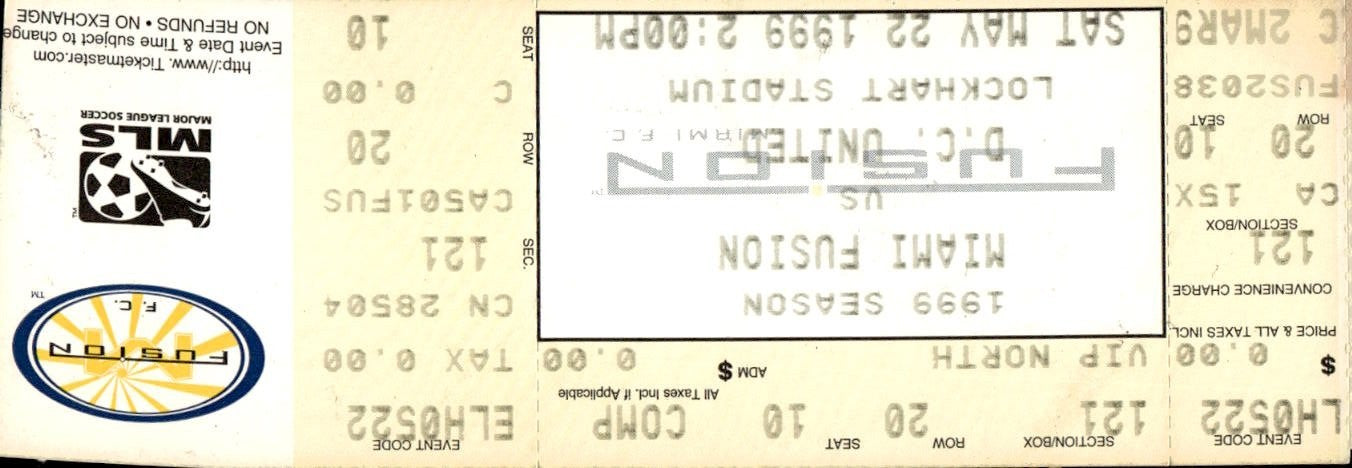 EVENT CODE
LH0522
$ 0.00
PRICE & ALL TAXES INCL
CONVENIENCE CHARGE
121
SECTION/BOX
CA 15X
20 10
ROW SEAT
FUS2038
C 2MAR9
SECTION/BOX ROW SEAT
121 20 10 COMP
All Taxes Incl. if Applicable
VIP NORTH ADM $ 0.00
1999 SEASON
MIAMI FUSION
VS
FUSION
D.C. UNITED
MIAMI F.C.
LOCKHART STADIUM
SAT MAY 22 1999 2:00PM
EVENT CODE
ELH0522
TAX 0.00
CN 28504
SEC. 121
CA501FUS
ROW 20
C 0.00
SEAT 10
FUSION
F.C.
TM
TM
MLS
MAJOR LEAGUE SOCCER
http://www. Ticketmaster.com
Event Date & Time subject to change
NO REFUNDS • NO EXCHANGE